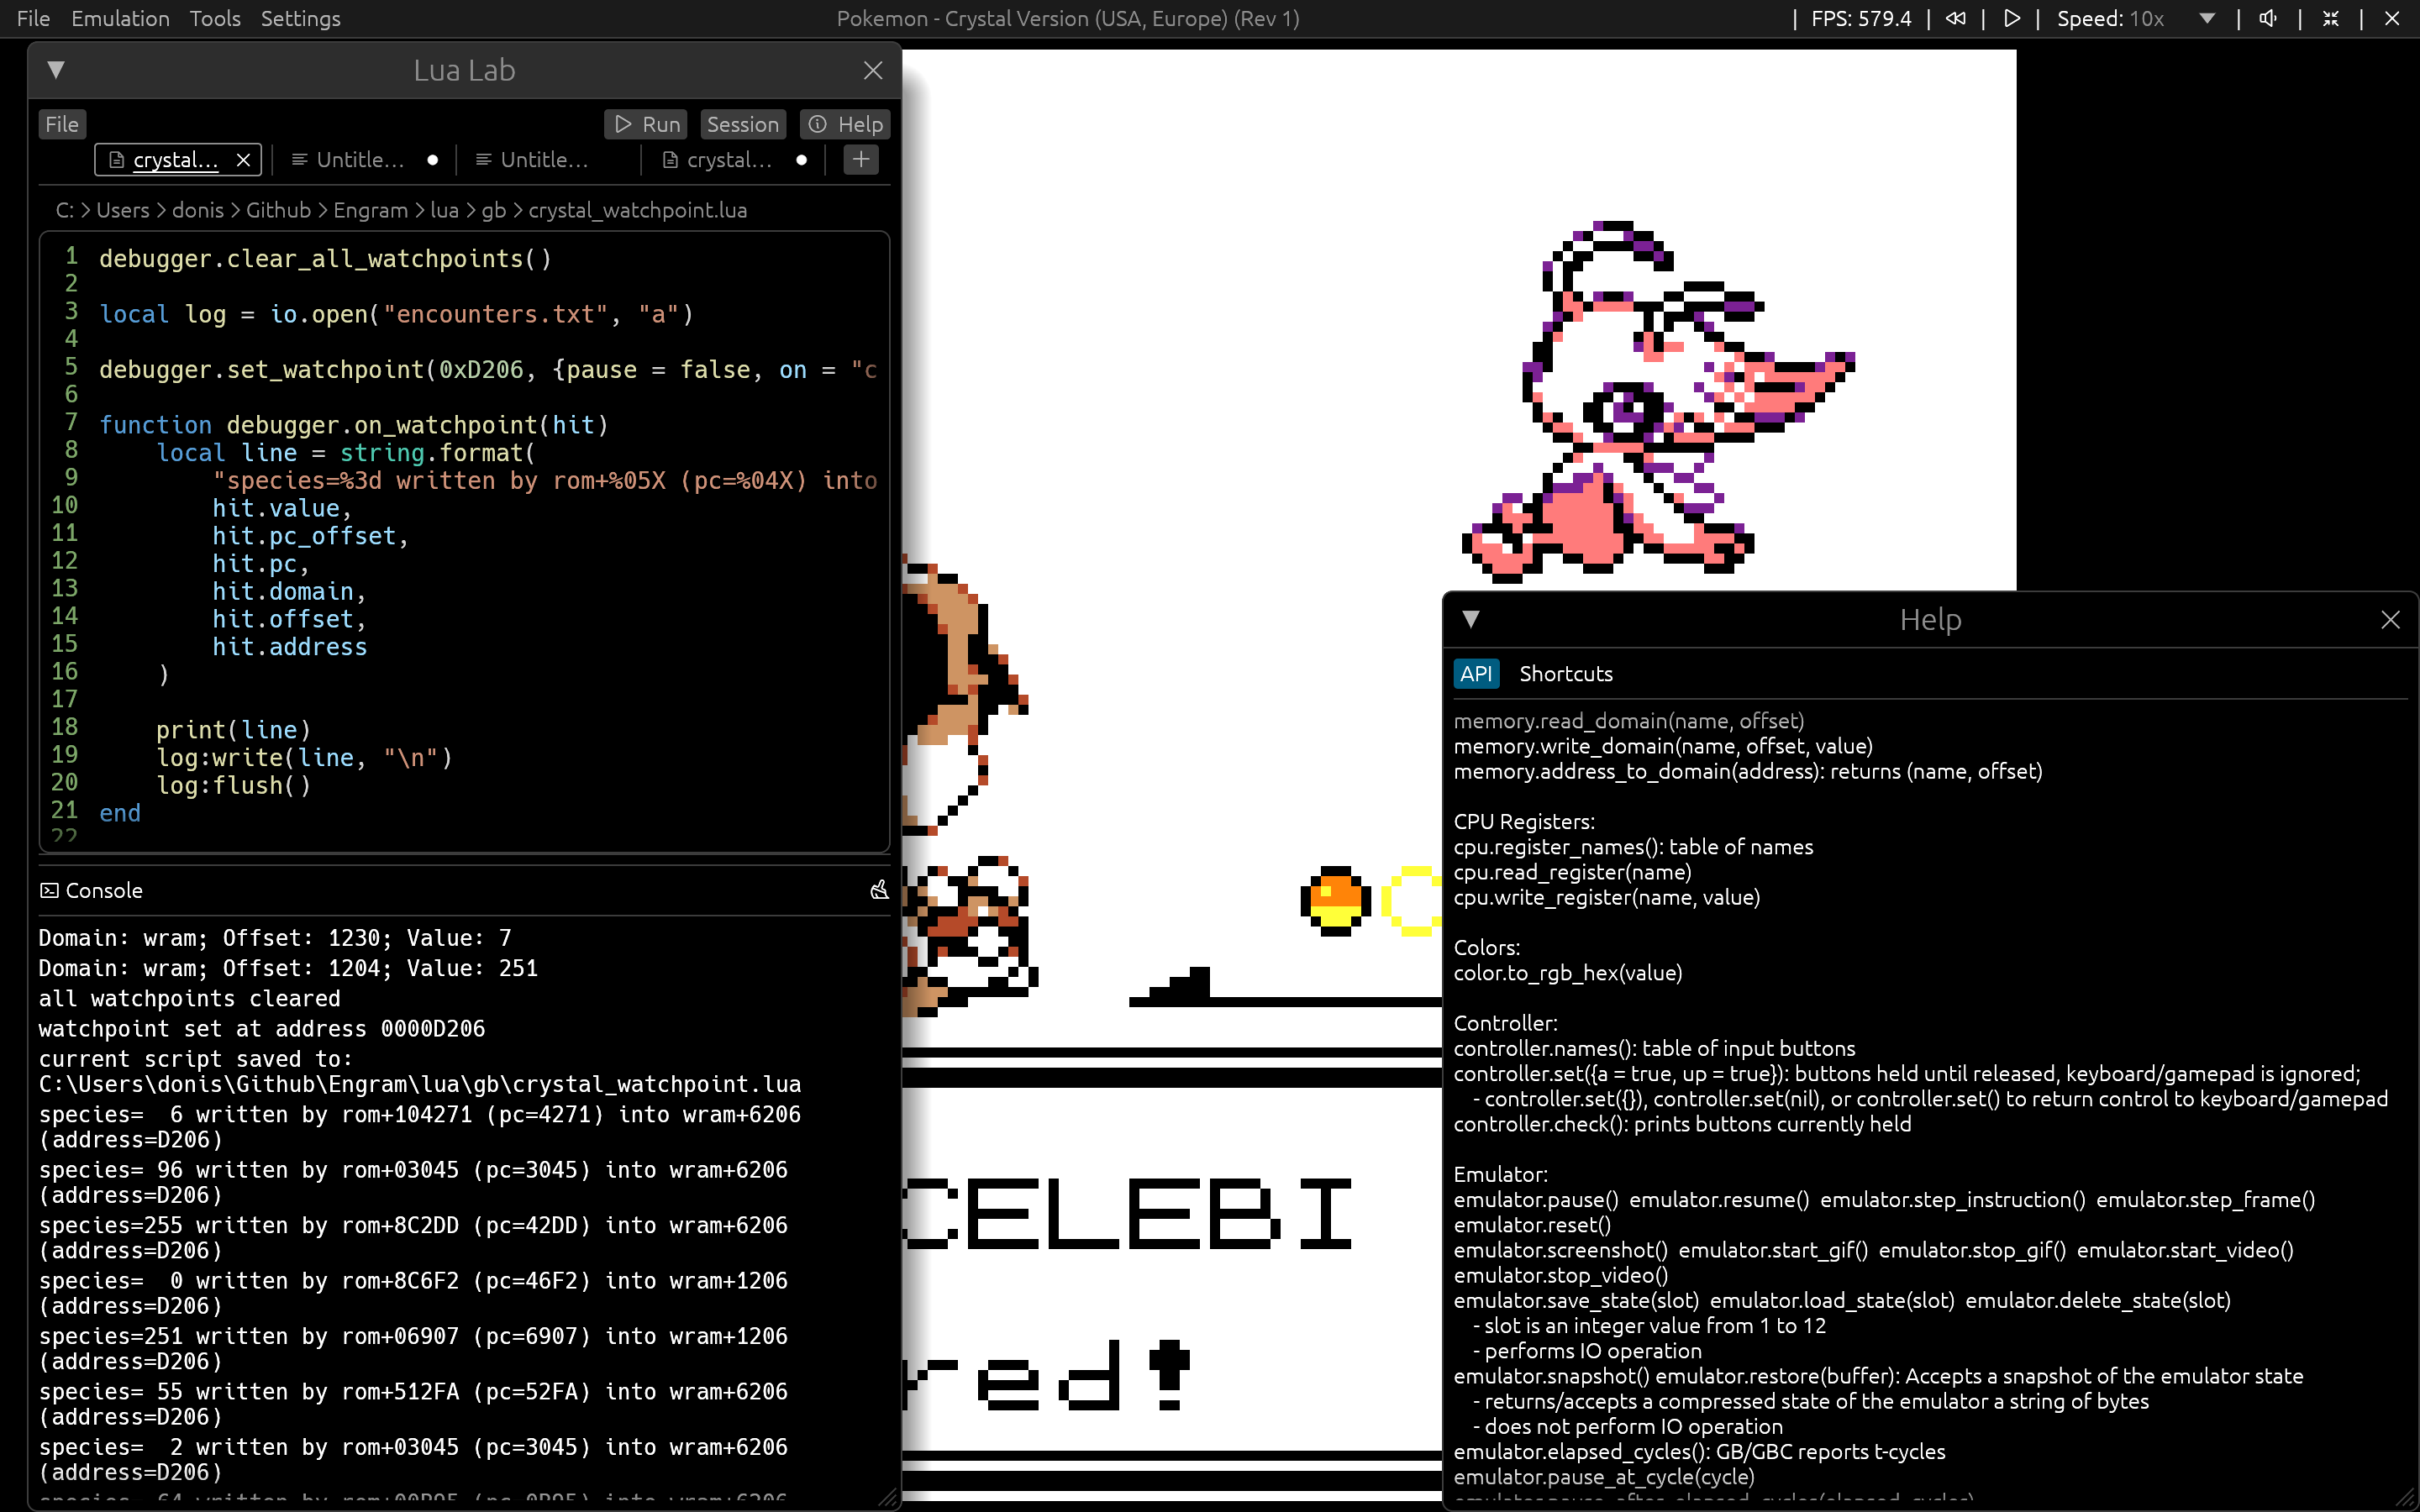 File Emulation Tools Settings
Pokemon - Crystal Version (USA, Europe) (Rev 1)
| FPS: 579.4 | | | Speed: 10x | | |
Lua Lab
File Run Session Help
crystal... Untitle... Untitle... crystal...
C: > Users > donis > Github > Engram > lua > gb > crystal_watchpoint.lua
1 debugger.clear_all_watchpoints()
2
3 local log = io.open("encounters.txt", "a")
4
5 debugger.set_watchpoint(0xD206, {pause = false, on = "c
6
7 function debugger.on_watchpoint(hit)
8 local line = string.format(
9 "species=%3d written by rom+%05X (pc=%04X) into
10 hit.value,
11 hit.pc_offset,
12 hit.pc,
13 hit.domain,
14 hit.offset,
15 hit.address
16 )
17
18 print(line)
19 log:write(line, "\n")
20 log:flush()
21 end
22
Console
Domain: wram; Offset: 1230; Value: 7
Domain: wram; Offset: 1204; Value: 251
all watchpoints cleared
watchpoint set at address 0000D206
current script saved to:
C:\Users\donis\Github\Engram\lua\gb\crystal_watchpoint.lua
species=  6 written by rom+104271 (pc=4271) into wram+6206
(address=D206)
species= 96 written by rom+03045 (pc=3045) into wram+6206
(address=D206)
species=255 written by rom+8C2DD (pc=42DD) into wram+6206
(address=D206)
species=  0 written by rom+8C6F2 (pc=46F2) into wram+1206
(address=D206)
species=251 written by rom+06907 (pc=6907) into wram+1206
(address=D206)
species= 55 written by rom+512FA (pc=52FA) into wram+6206
(address=D206)
species=  2 written by rom+03045 (pc=3045) into wram+6206
(address=D206)
CELEBI
red!
Help
API Shortcuts
memory.read_domain(name, offset)
memory.write_domain(name, offset, value)
memory.address_to_domain(address): returns (name, offset)
CPU Registers:
cpu.register_names(): table of names
cpu.read_register(name)
cpu.write_register(name, value)
Colors:
color.to_rgb_hex(value)
Controller:
controller.names(): table of input buttons
controller.set({a = true, up = true}): buttons held until released, keyboard/gamepad is ignored;
- controller.set({}), controller.set(nil), or controller.set() to return control to keyboard/gamepad
controller.check(): prints buttons currently held
Emulator:
emulator.pause() emulator.resume() emulator.step_instruction() emulator.step_frame()
emulator.reset()
emulator.screenshot() emulator.start_gif() emulator.stop_gif() emulator.start_video()
emulator.stop_video()
emulator.save_state(slot) emulator.load_state(slot) emulator.delete_state(slot)
- slot is an integer value from 1 to 12
- performs IO operation
emulator.snapshot() emulator.restore(buffer): Accepts a snapshot of the emulator state
- returns/accepts a compressed state of the emulator a string of bytes
- does not perform IO operation
emulator.elapsed_cycles(): GB/GBC reports t-cycles
emulator.pause_at_cycle(cycle)